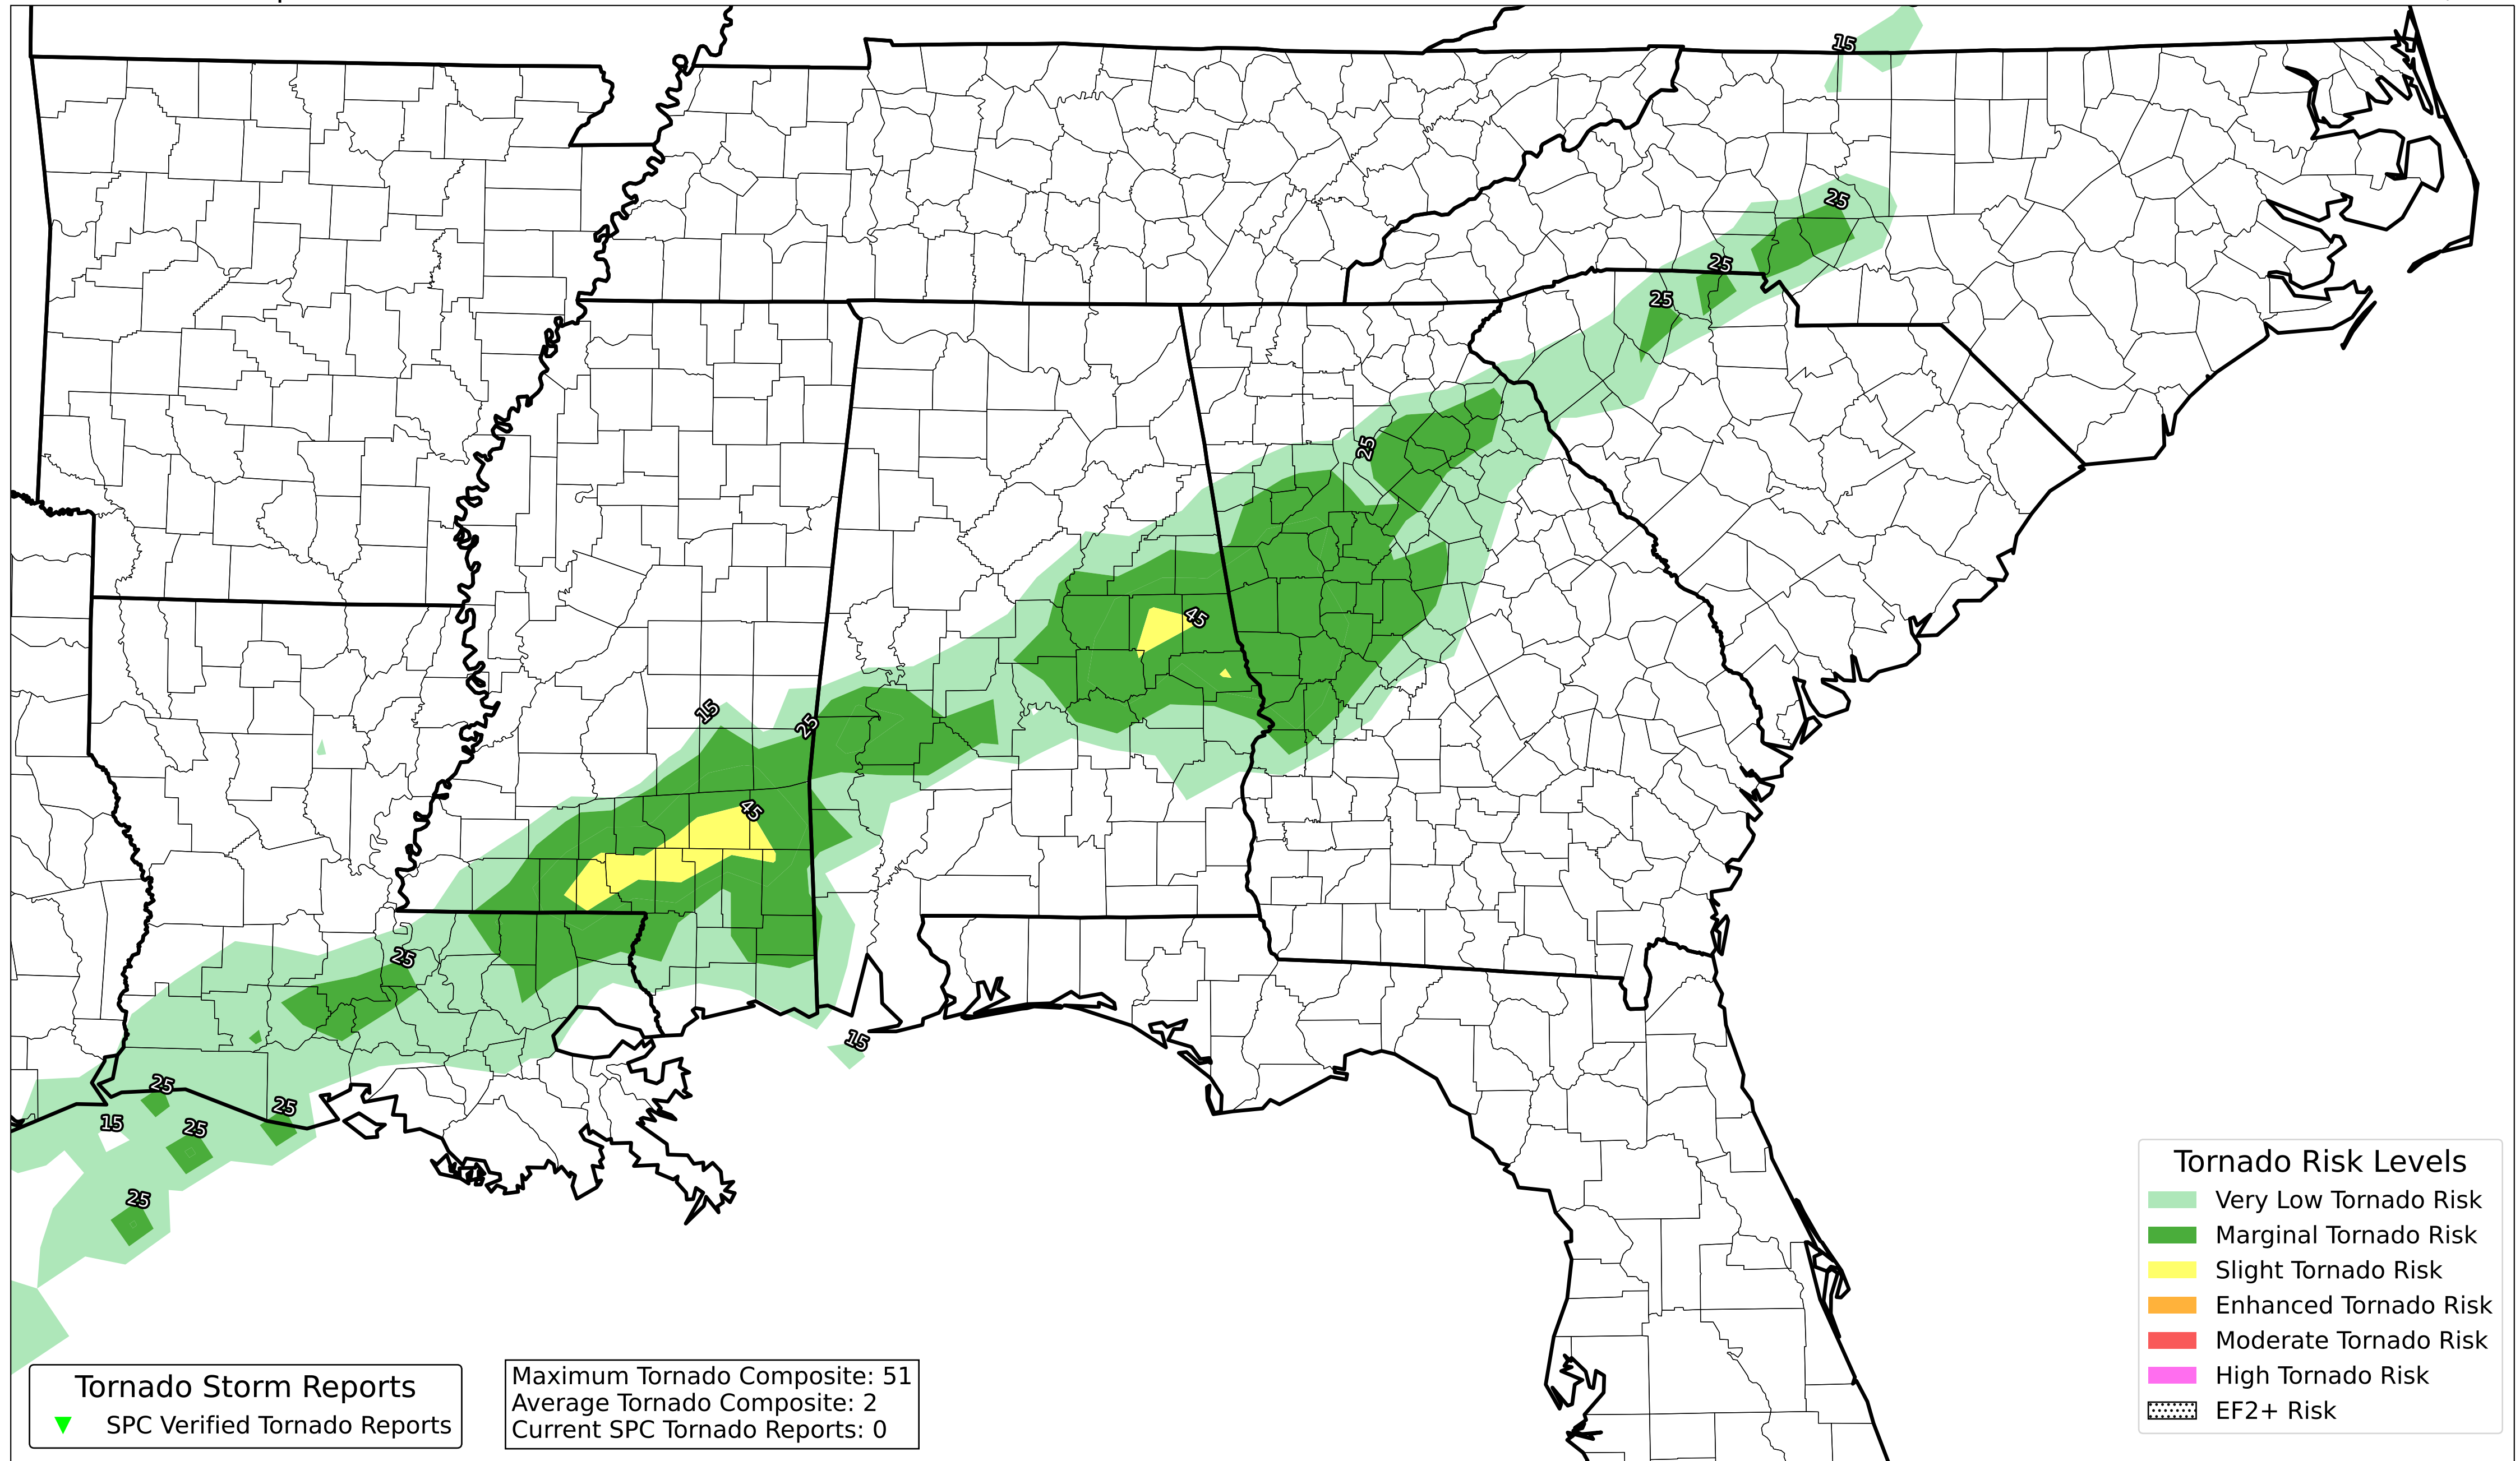 15
25
25
25
25
45
15
25
45
25
15
25
15
25
25
25
Tornado Risk Levels
Very Low Tornado Risk
Marginal Tornado Risk
Slight Tornado Risk
Enhanced Tornado Risk
Moderate Tornado Risk
High Tornado Risk
EF2+ Risk
Tornado Storm Reports
SPC Verified Tornado Reports
Maximum Tornado Composite: 51
Average Tornado Composite: 2
Current SPC Tornado Reports: 0